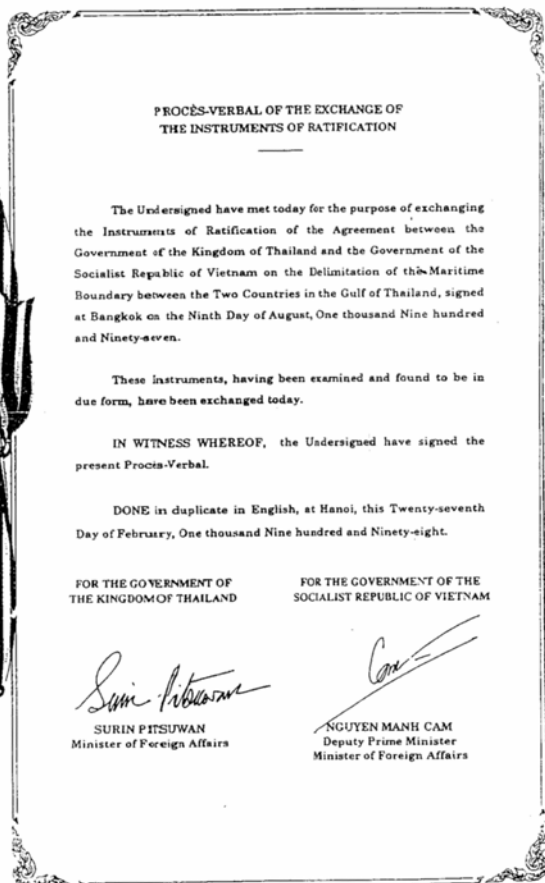 PROCÈS-VERBAL OF THE EXCHANGE OF
THE INSTRUMENTS OF RATIFICATION
The Undersigned have met today for the purpose of exchanging
the Instruments of Ratification of the Agreement between the
Government of the Kingdom of Thailand and the Government of the
Socialist Republic of Vietnam on the Delimitation of the Maritime
Boundary between the Two Countries in the Gulf of Thailand, signed
at Bangkok on the Ninth Day of August, One thousand Nine hundred
and Ninety-seven.
These Instruments, having been examined and found to be in
due form, have been exchanged today.
IN WITNESS WHEREOF, the Undersigned have signed the
present Procès-Verbal.
DONE in duplicate in English, at Hanoi, this Twenty-seventh
Day of February, One thousand Nine hundred and Ninety-eight.
FOR THE GOVERNMENT OF
THE KINGDOM OF THAILAND
FOR THE GOVERNMENT OF THE
SOCIALIST REPUBLIC OF VIETNAM
Surin Pitsuwan
Cam
SURIN PITSUWAN
Minister of Foreign Affairs
NGUYEN MANH CAM
Deputy Prime Minister
Minister of Foreign Affairs